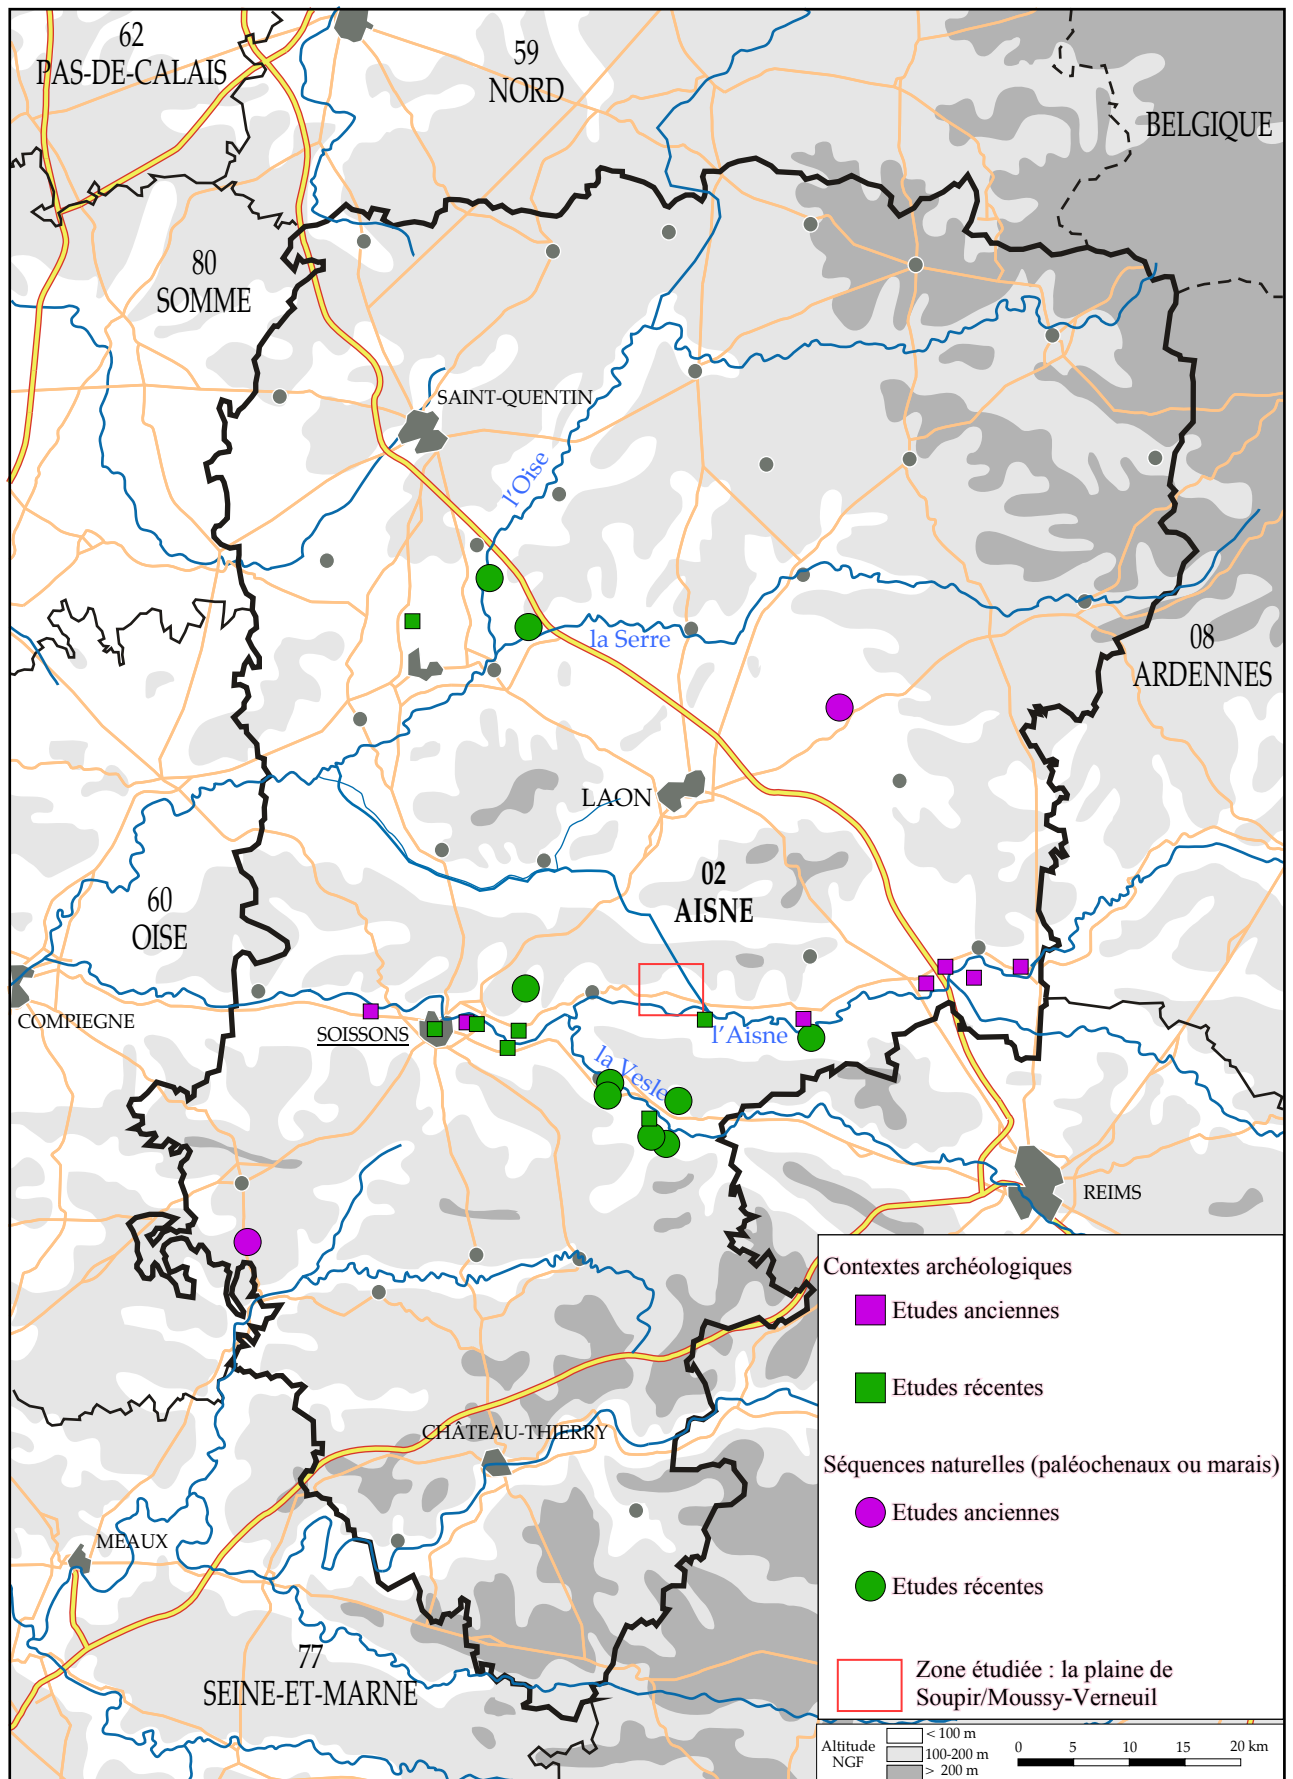 62
PAS-DE-CALAIS
59
NORD
BELGIQUE
80
SOMME
SAINT-QUENTIN
l'Oise
la Serre
08
ARDENNES
LAON
02
AISNE
60
OISE
COMPIEGNE
SOISSONS
l'Aisne
la Vesle
REIMS
CHÂTEAU-THIERRY
MEAUX
77
SEINE-ET-MARNE
Contextes archéologiques
Etudes anciennes
Etudes récentes
Séquences naturelles (paléochenaux ou marais)
Etudes anciennes
Etudes récentes
Zone étudiée : la plaine de
Soupir/Moussy-Verneuil
Altitude
NGF
< 100 m
100-200 m
> 200 m
0 5 10 15 20 km